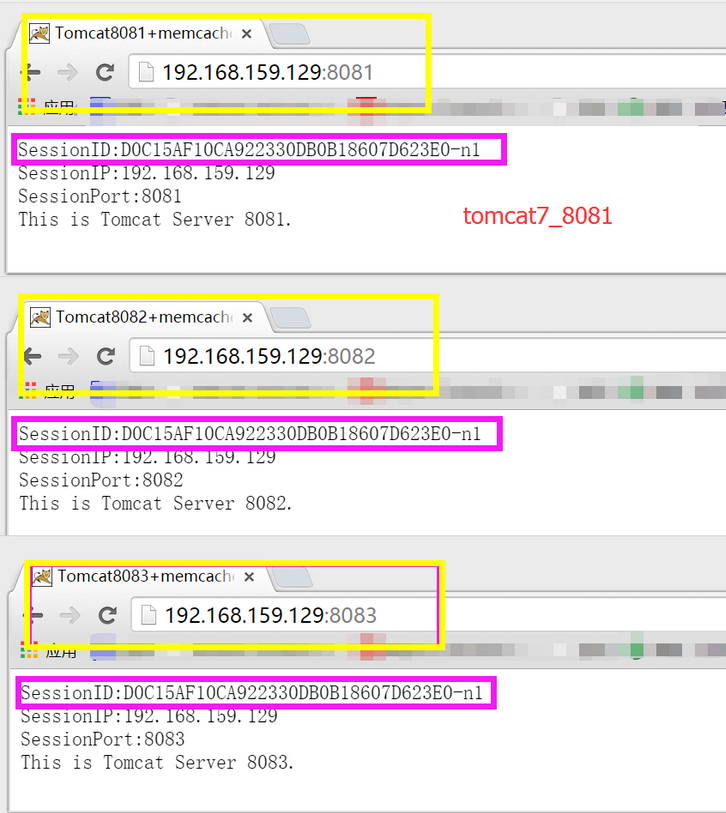 Tomcat8081+memcach
192.168.159.129:8081
应用
SessionID:D0C15AF10CA922330DB0B18607D623E0-n1
SessionIP:192.168.159.129
SessionPort:8081
This is Tomcat Server 8081.
tomcat7_8081
Tomcat8082+memcach
192.168.159.129:8082
应用
SessionID:D0C15AF10CA922330DB0B18607D623E0-n1
SessionIP:192.168.159.129
SessionPort:8082
This is Tomcat Server 8082.
Tomcat8083+memcach
192.168.159.129:8083
应用
SessionID:D0C15AF10CA922330DB0B18607D623E0-n1
SessionIP:192.168.159.129
SessionPort:8083
This is Tomcat Server 8083.